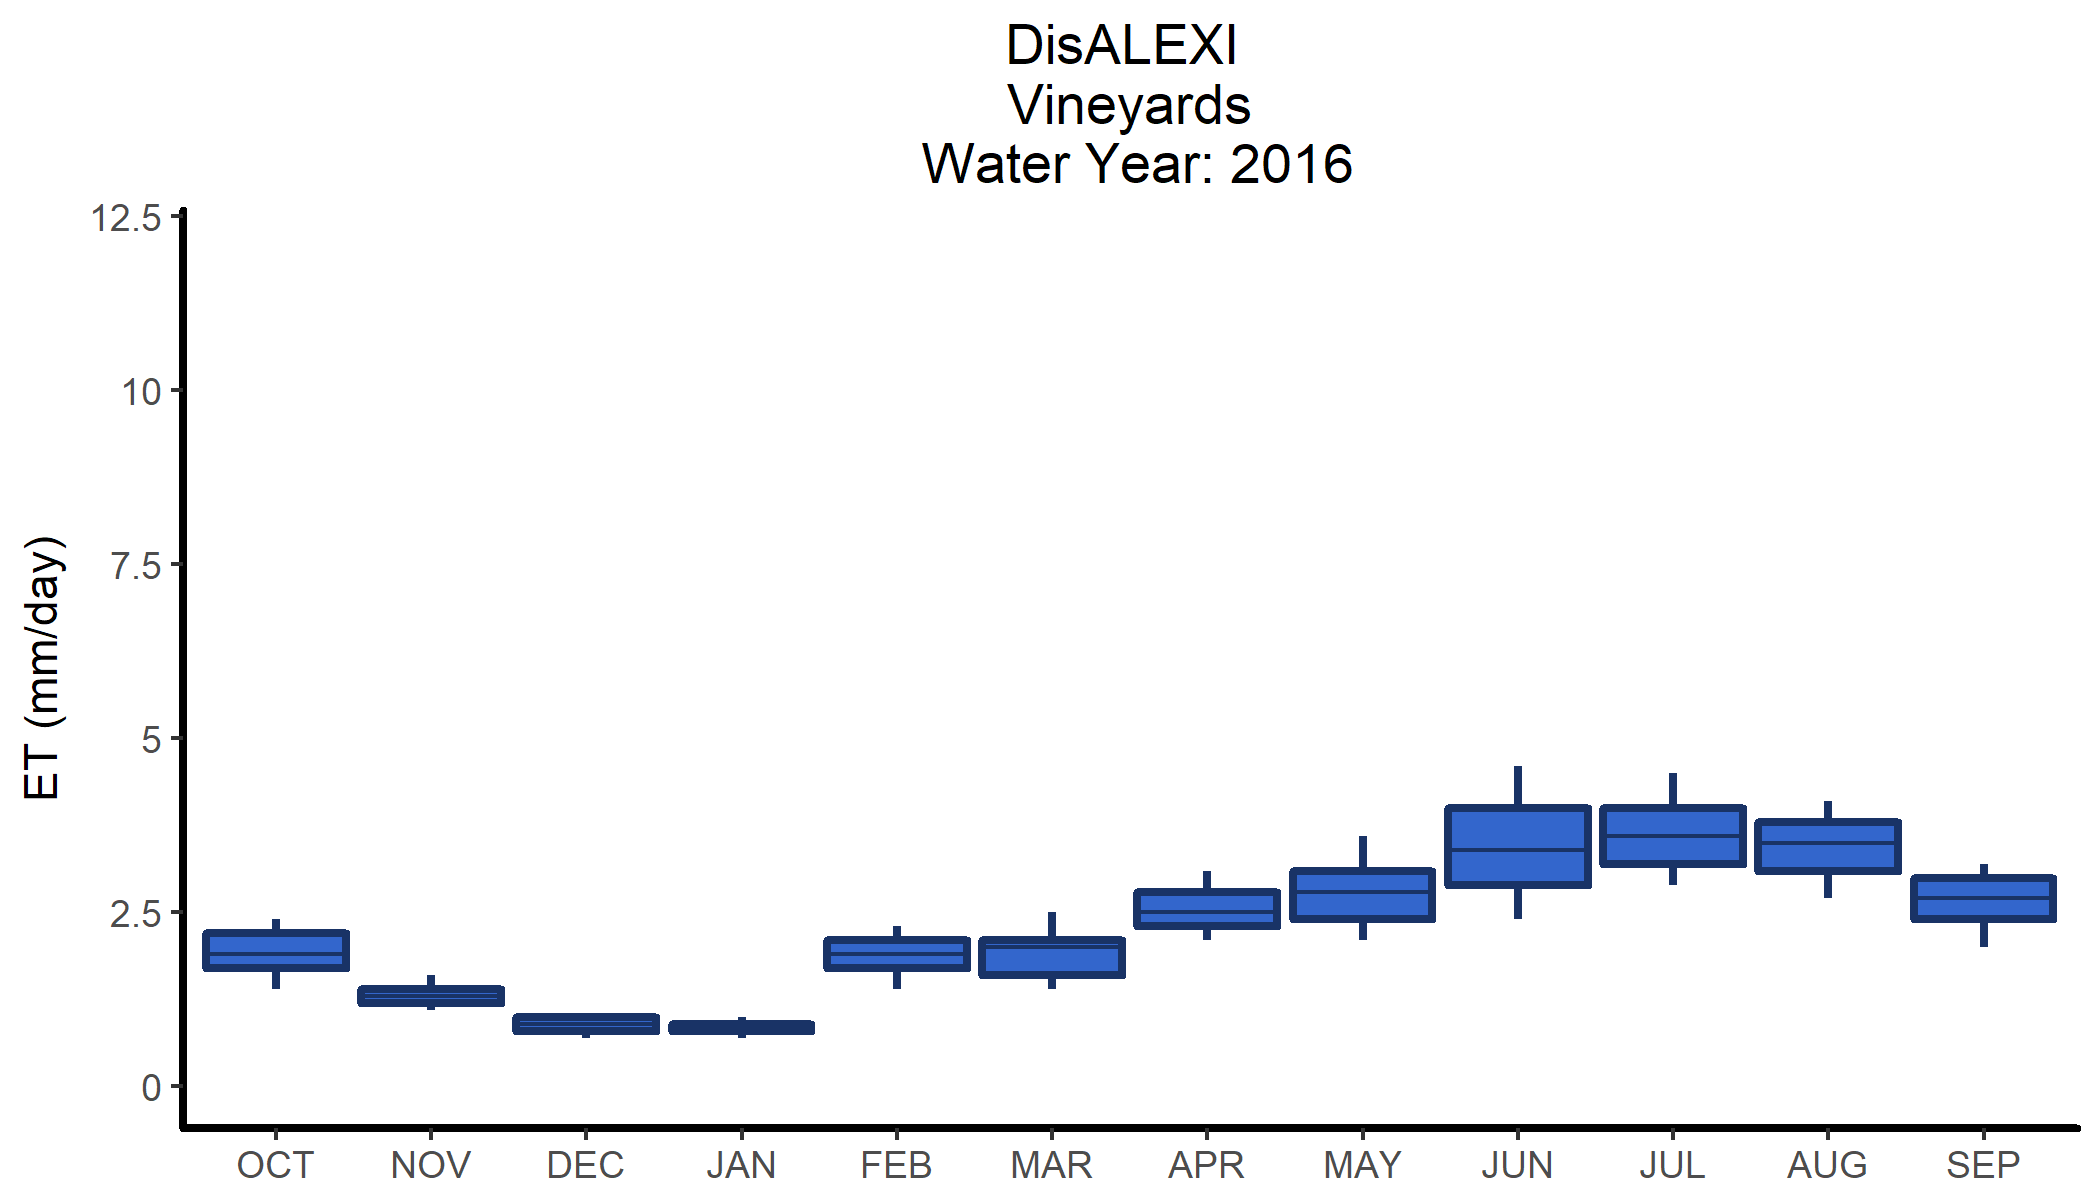 DisALEXI
Vineyards
Water Year: 2016
12.5
10
7.5
5
2.5
0
ET (mm/day)
OCT NOV DEC JAN FEB MAR APR MAY JUN JUL AUG SEP